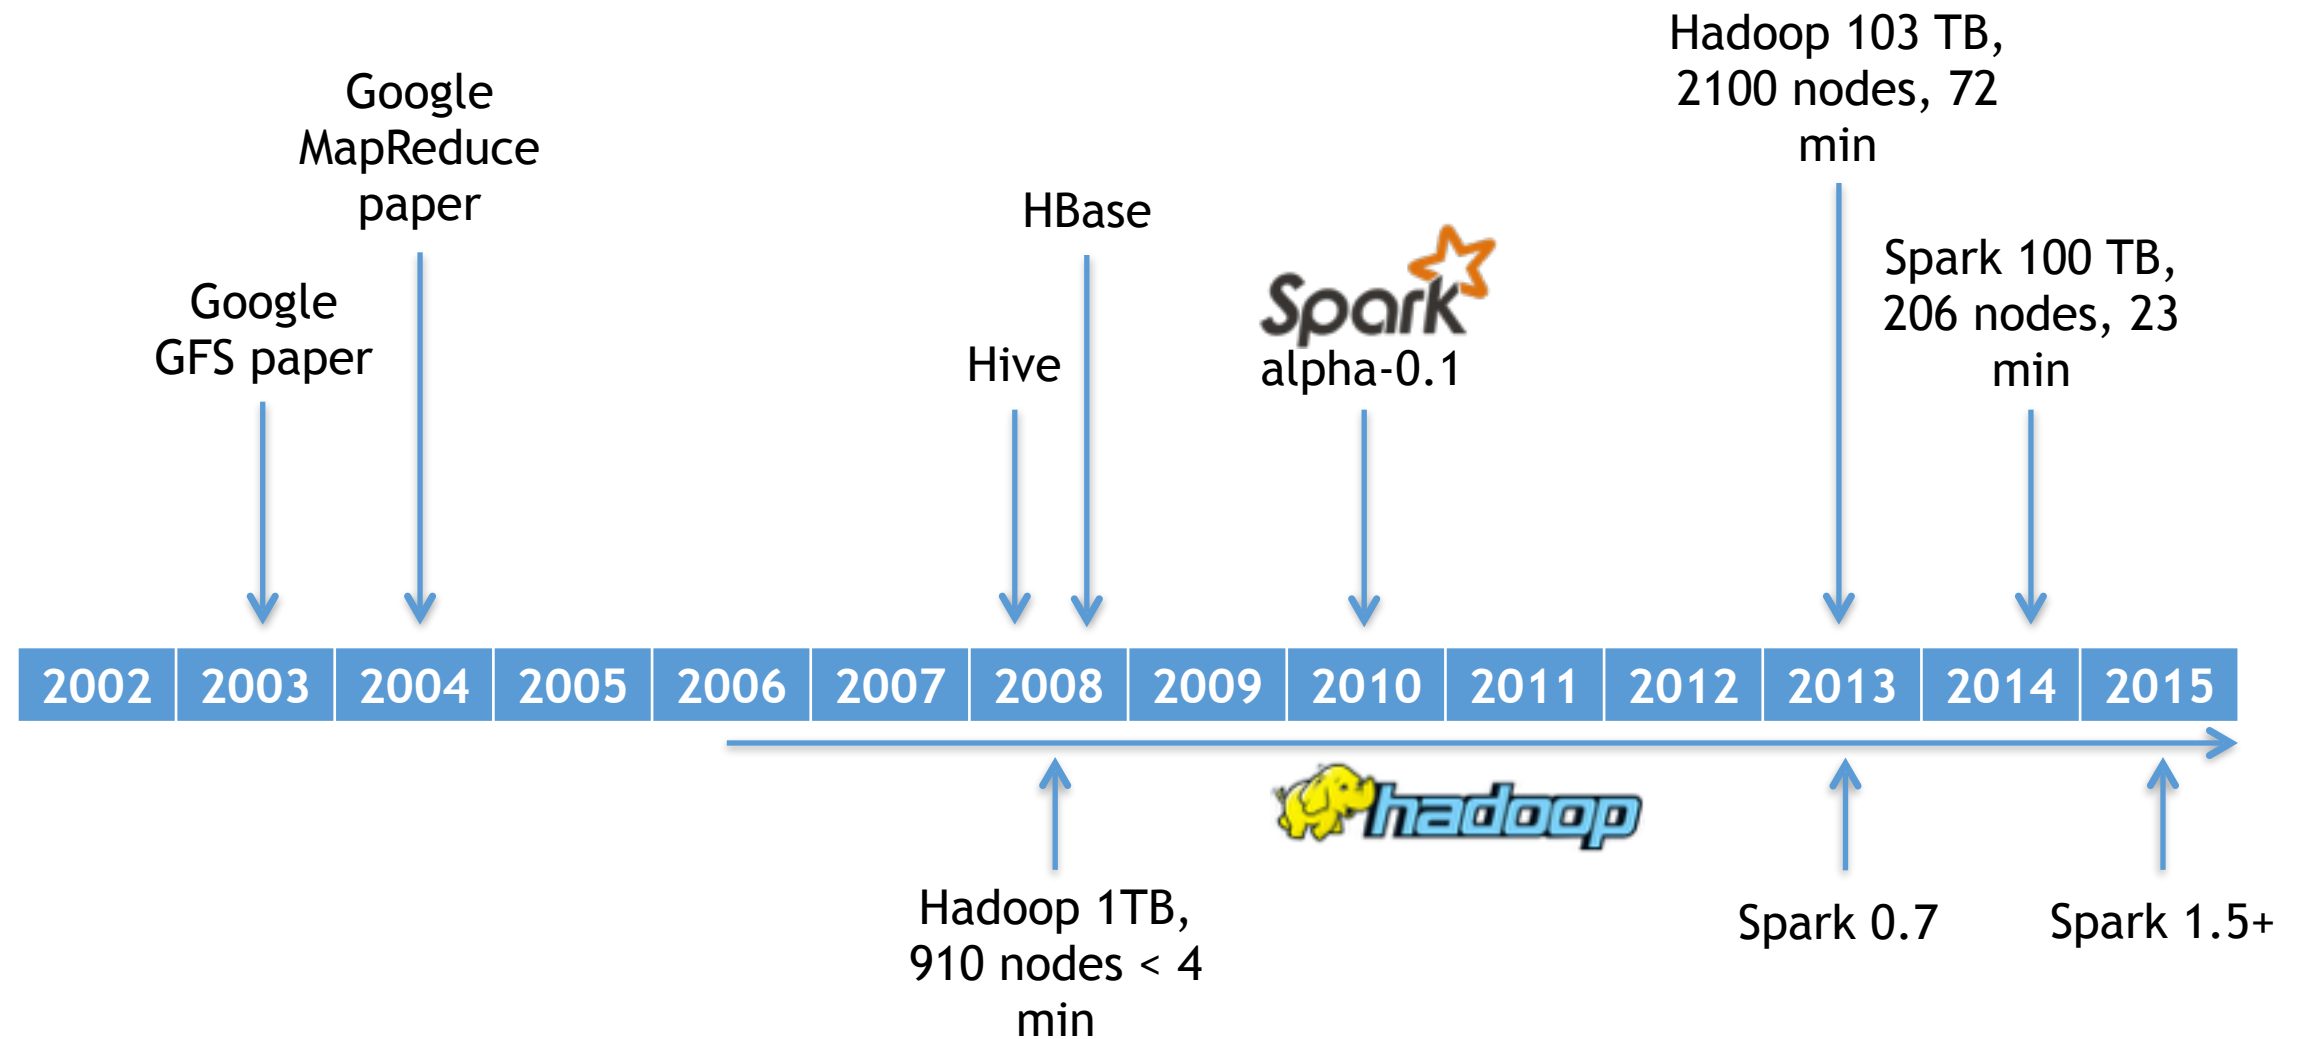 Hadoop 103 TB,
2100 nodes, 72
min
Google
MapReduce
paper
HBase
Spark
alpha-0.1
Spark 100 TB,
206 nodes, 23
min
Google
GFS paper
Hive
2002 2003 2004 2005 2006 2007 2008 2009 2010 2011 2012 2013 2014 2015
hadoop
Hadoop 1TB,
910 nodes < 4
min
Spark 0.7
Spark 1.5+